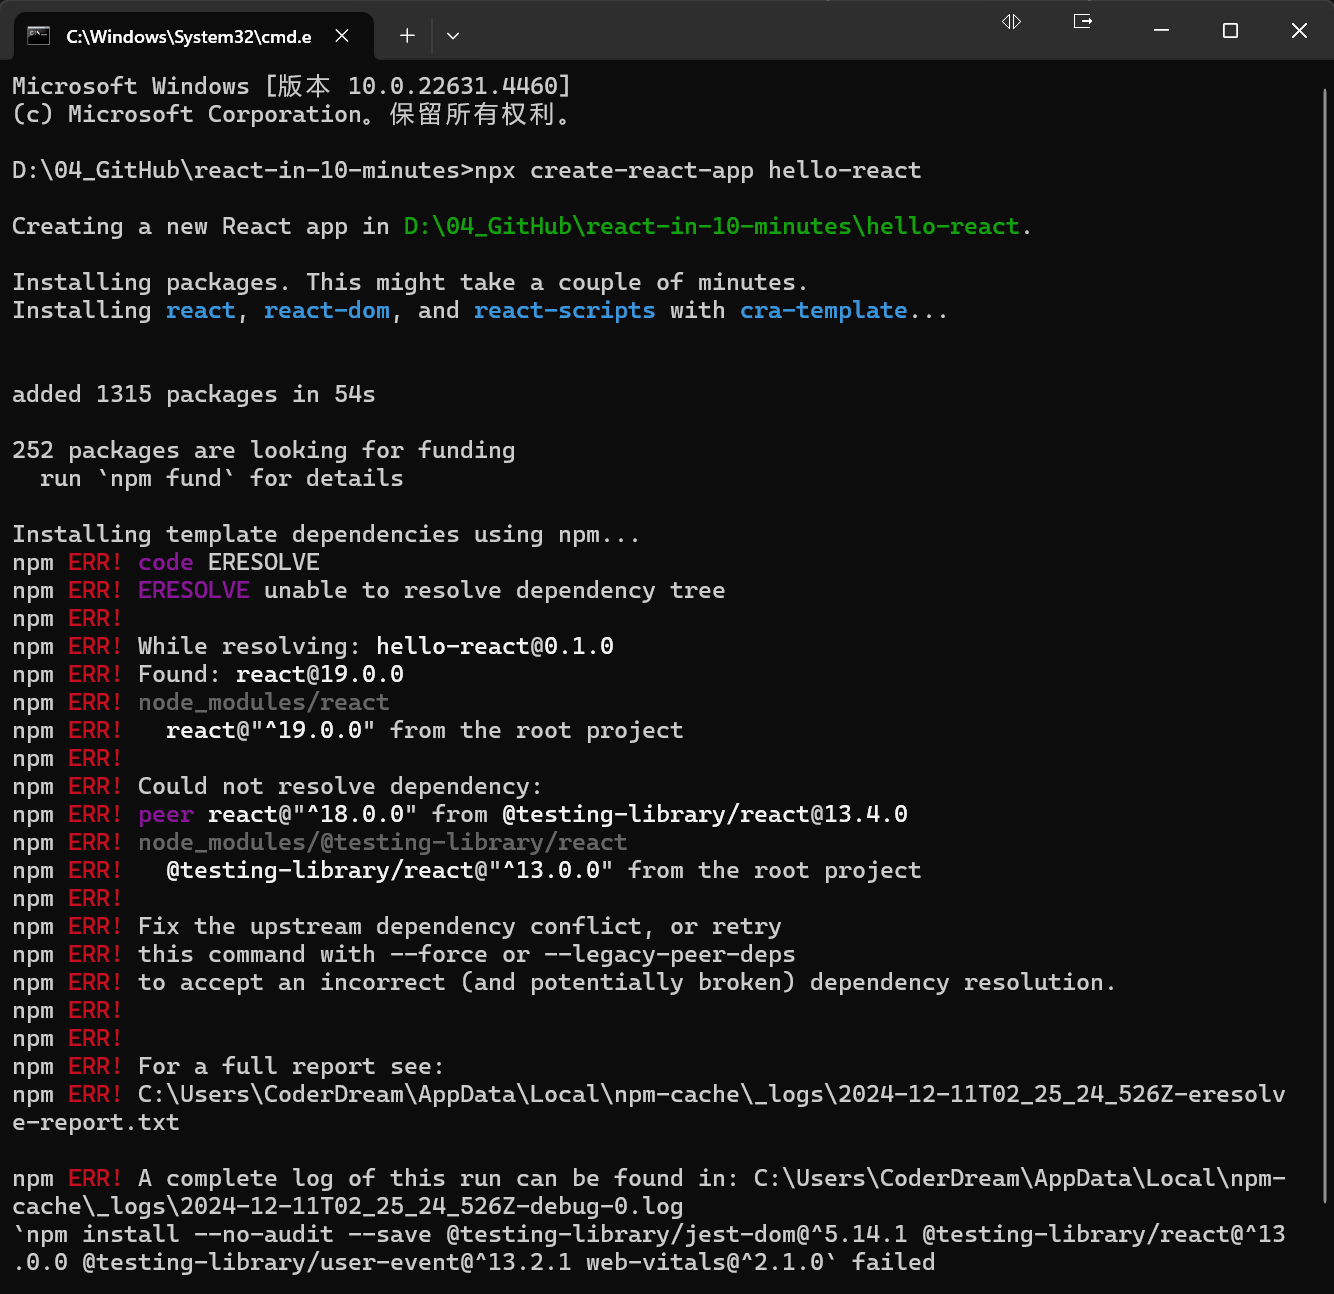 C:\Windows\System32\cmd.e
Microsoft Windows [版本 10.0.22631.4460]
(c) Microsoft Corporation。保留所有权利。
D:\04_GitHub\react-in-10-minutes>npx create-react-app hello-react
Creating a new React app in D:\04_GitHub\react-in-10-minutes\hello-react.
Installing packages. This might take a couple of minutes.
Installing react, react-dom, and react-scripts with cra-template...
added 1315 packages in 54s
252 packages are looking for funding
  run `npm fund` for details
Installing template dependencies using npm...
npm ERR! code ERESOLVE
npm ERR! ERESOLVE unable to resolve dependency tree
npm ERR!
npm ERR! While resolving: hello-react@0.1.0
npm ERR! Found: react@19.0.0
npm ERR! node_modules/react
npm ERR!   react@"^19.0.0" from the root project
npm ERR!
npm ERR! Could not resolve dependency:
npm ERR! peer react@"^18.0.0" from @testing-library/react@13.4.0
npm ERR! node_modules/@testing-library/react
npm ERR!   @testing-library/react@"^13.0.0" from the root project
npm ERR!
npm ERR! Fix the upstream dependency conflict, or retry
npm ERR! this command with --force or --legacy-peer-deps
npm ERR! to accept an incorrect (and potentially broken) dependency resolution.
npm ERR!
npm ERR!
npm ERR! For a full report see:
npm ERR! C:\Users\CoderDream\AppData\Local\npm-cache\_logs\2024-12-11T02_25_24_526Z-eresolv
e-report.txt
npm ERR! A complete log of this run can be found in: C:\Users\CoderDream\AppData\Local\npm-
cache\_logs\2024-12-11T02_25_24_526Z-debug-0.log
`npm install --no-audit --save @testing-library/jest-dom@^5.14.1 @testing-library/react@^13
.0.0 @testing-library/user-event@^13.2.1 web-vitals@^2.1.0` failed